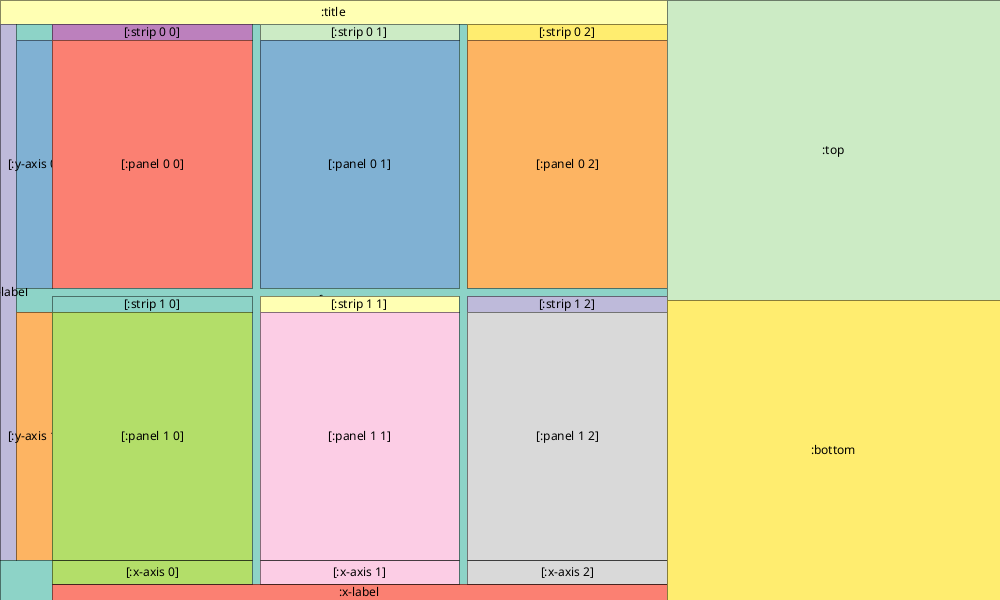 :title
[:strip 0 0]
[:strip 0 1]
[:strip 0 2]
[:y-axis
[:panel 0 0]
[:panel 0 1]
[:panel 0 2]
:top
label
[:strip 1 0]
[:strip 1 1]
[:strip 1 2]
[:y-axis
[:panel 1 0]
[:panel 1 1]
[:panel 1 2]
:bottom
[:x-axis 0]
[:x-axis 1]
[:x-axis 2]
:x-label